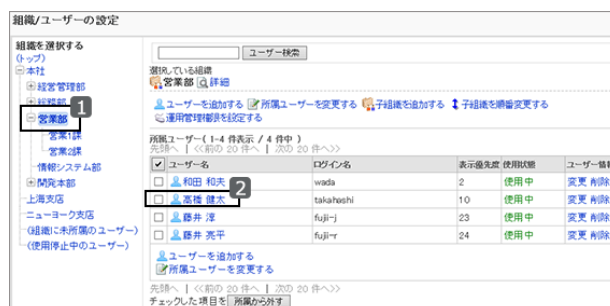 組織/ユーザーの設定
組織を選択する
(トップ)
本社
経営管理部
総務部
1
営業部
営業1課
営業2課
情報システム部
開発本部
上海支店
ニューヨーク支店
(組織に未所属のユーザー)
(使用停止中のユーザー)
ユーザー検索
選択している組織
営業部 詳細
ユーザーを追加する 所属ユーザーを変更する 子組織を追加する 子組織を順番変更する
運用管理権限を設定する
所属ユーザー ( 1-4 件表示 / 4 件中 )
先頭へ | <<前の 20 件へ | 次の 20 件へ>>
ユーザー名 ログイン名 表示優先度 使用状態 ユーザー情報
和田 和夫 wada 2 使用中 変更 削除
2
高橋 健太 takahashi 10 使用中 変更 削除
藤井 淳 fujii-j 23 使用中 変更 削除
藤井 亮平 fujii-r 24 使用中 変更 削除
ユーザーを追加する
所属ユーザーを変更する
先頭へ | <<前の 20 件へ | 次の 20 件へ>>
チェックした項目を 所属から外す